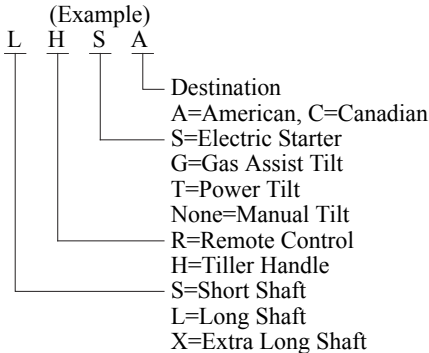 (Example)
L H S A
Destination
A=American, C=Canadian
S=Electric Starter
G=Gas Assist Tilt
T=Power Tilt
None=Manual Tilt
R=Remote Control
H=Tiller Handle
S=Short Shaft
L=Long Shaft
X=Extra Long Shaft